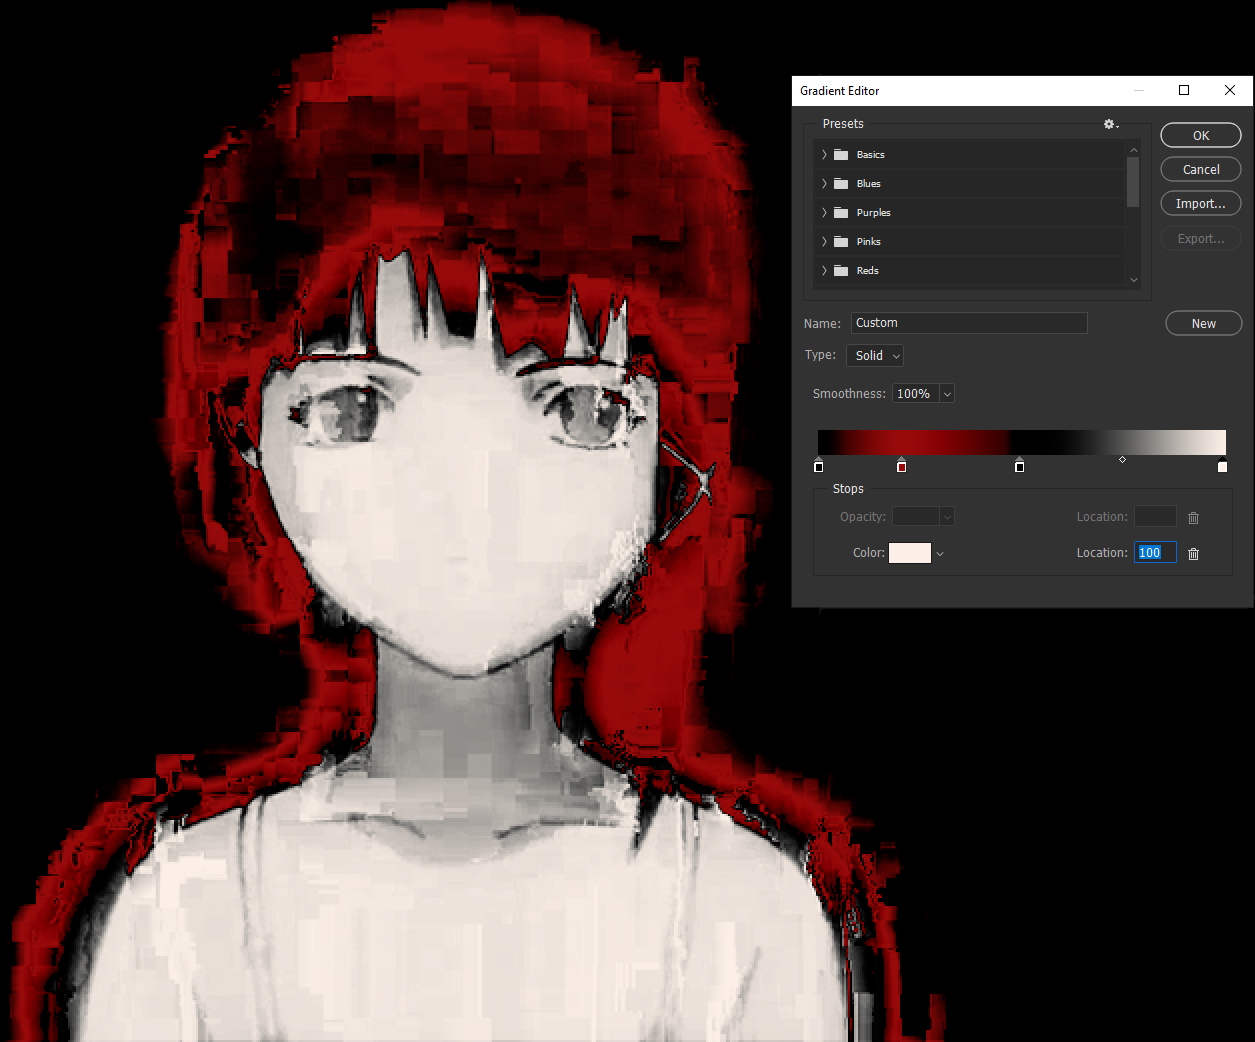 Gradient Editor
Presets
Basics
Blues
Purples
Pinks
Reds
OK
Cancel
Import...
Export...
Name: Custom
New
Type: Solid
Smoothness: 100%
Stops
Opacity: Location:
Color: Location: 100